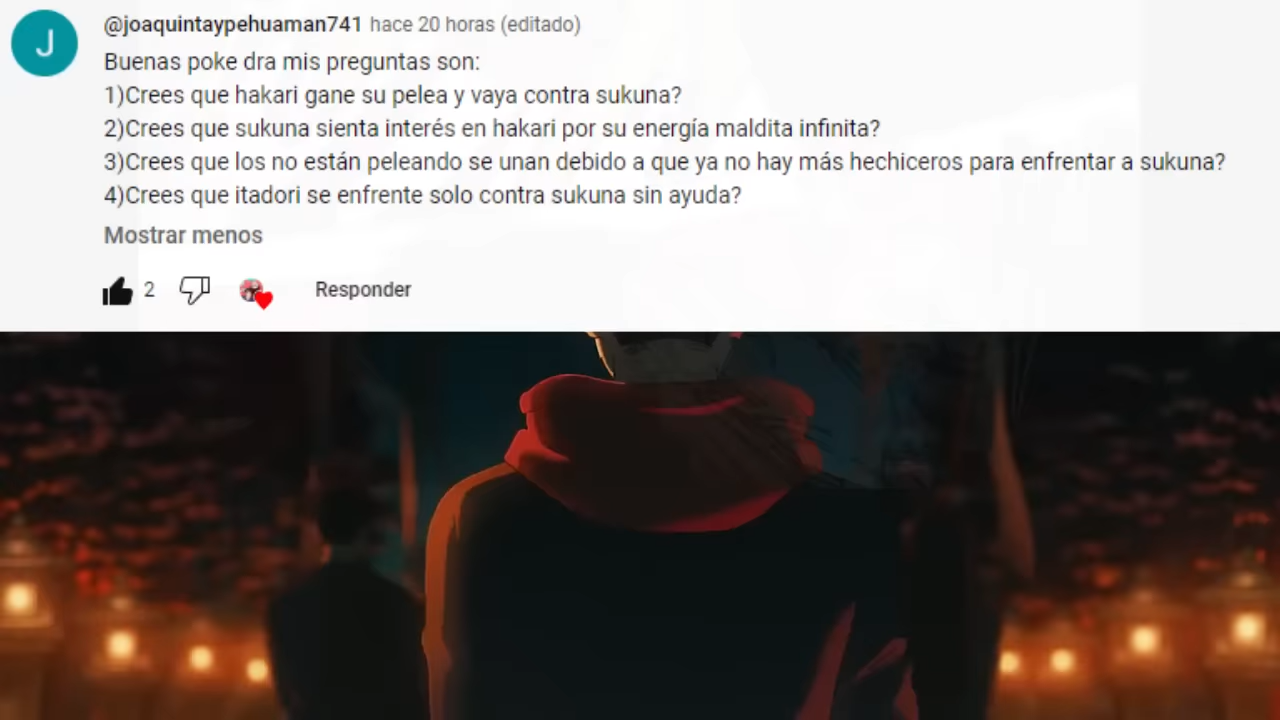 J
@joaquintaypehuaman741 hace 20 horas (editado)
Buenas poke dra mis preguntas son:
1)Crees que hakari gane su pelea y vaya contra sukuna?
2)Crees que sukuna sienta interés en hakari por su energía maldita infinita?
3)Crees que los no están peleando se unan debido a que ya no hay más hechiceros para enfrentar a sukuna?
4)Crees que itadori se enfrente solo contra sukuna sin ayuda?
Mostrar menos
2 Responder